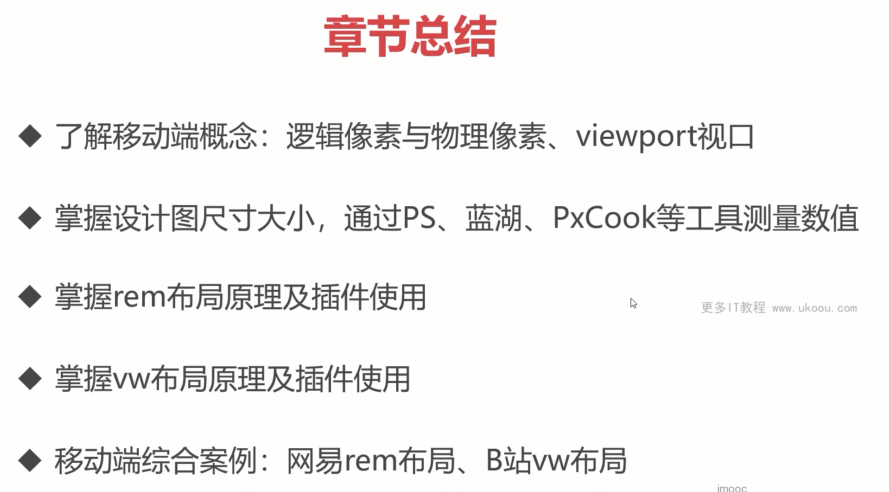 章节总结
◆ 了解移动端概念：逻辑像素与物理像素、viewport视口
◆ 掌握设计图尺寸大小，通过PS、蓝湖、PxCook等工具测量数值
◆ 掌握rem布局原理及插件使用
更多IT教程 www.ukoou.com
◆ 掌握vw布局原理及插件使用
◆ 移动端综合案例：网易rem布局、B站vw布局
imooc